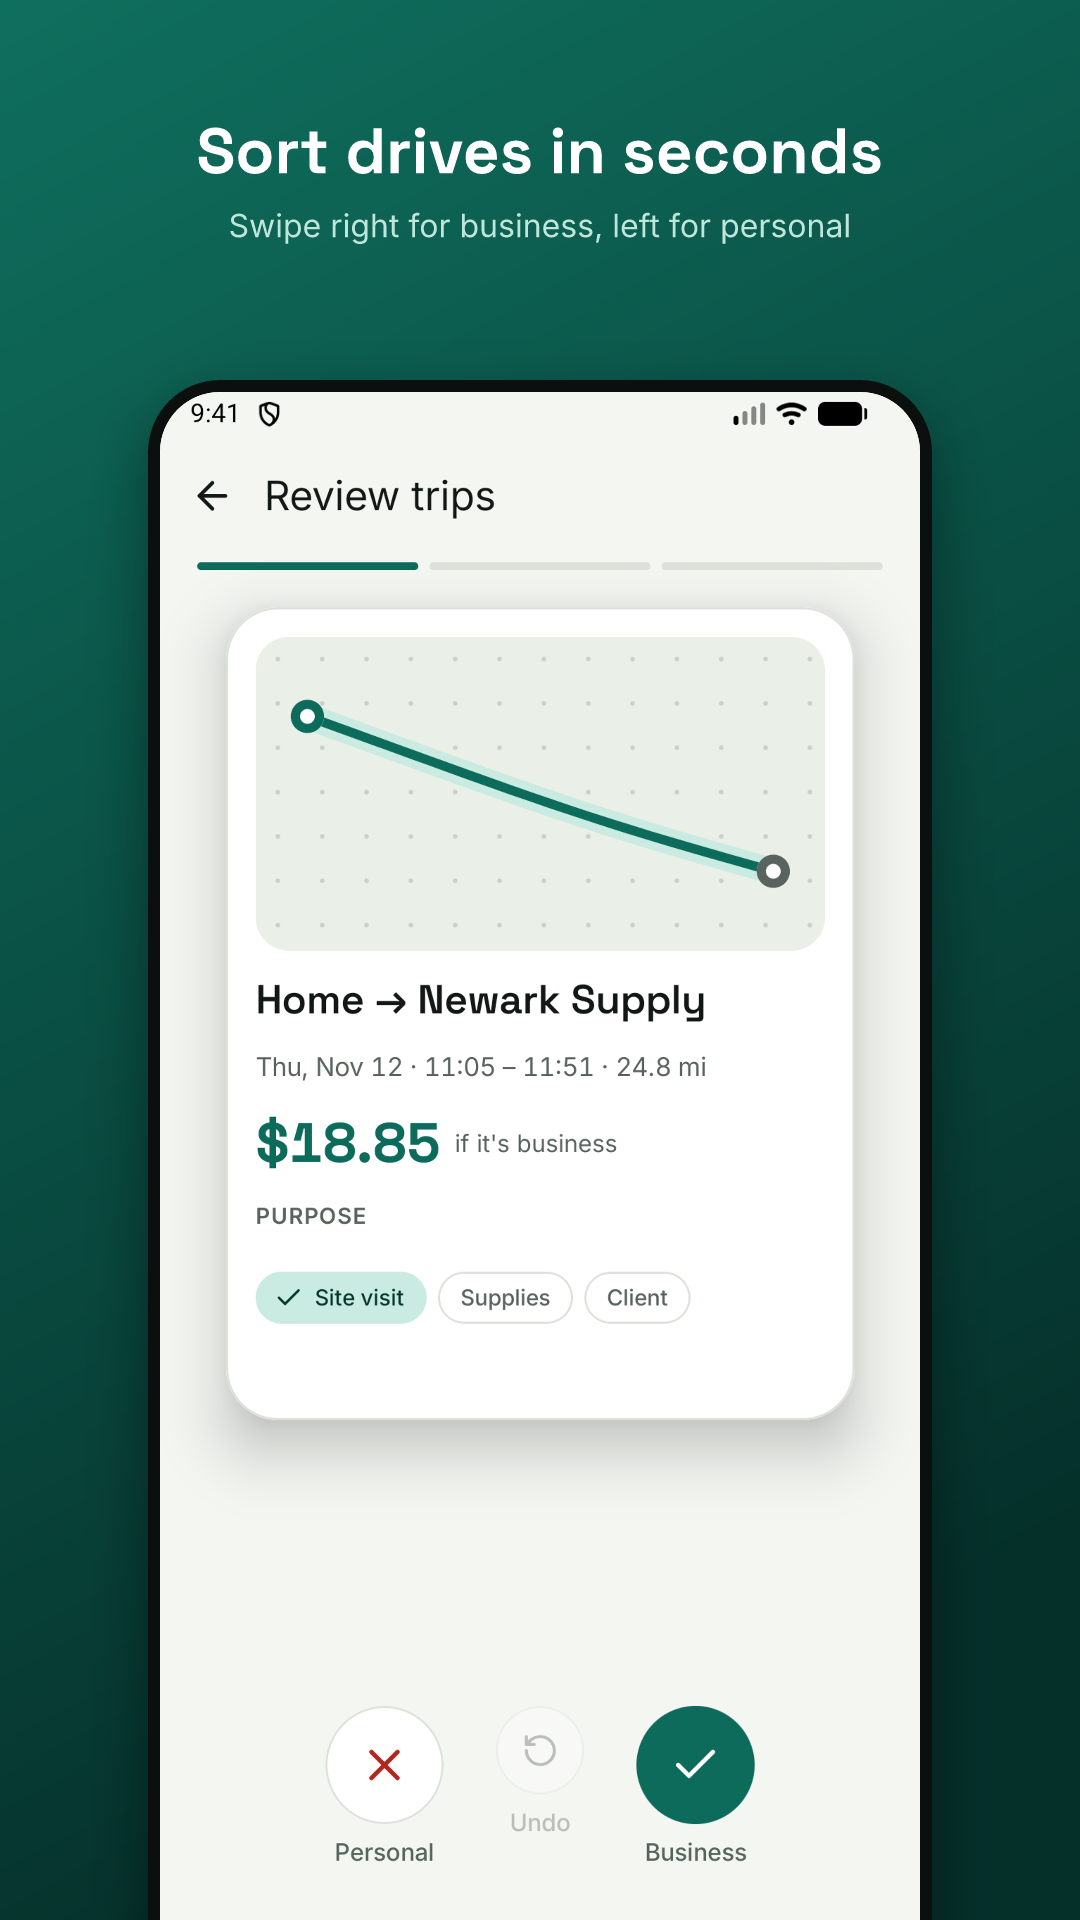 Sort drives in seconds
Swipe right for business, left for personal
9:41
Review trips
Home → Newark Supply
Thu, Nov 12 · 11:05 – 11:51 · 24.8 mi
$18.85 if it's business
PURPOSE
Site visit Supplies Client
Undo
Personal Business